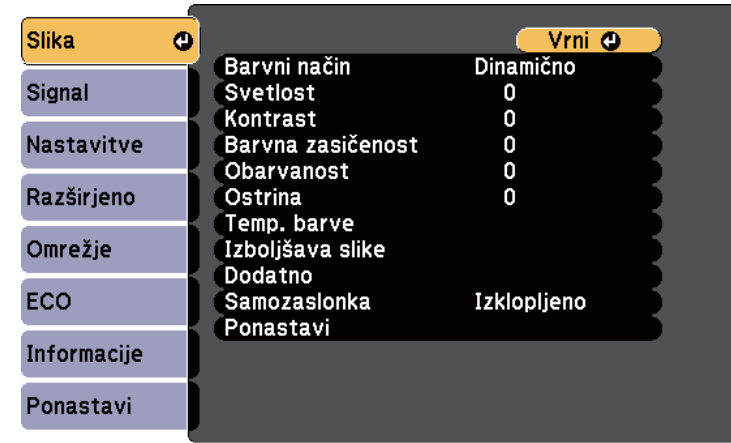 Slika
Signal
Nastavitve
Razširjeno
Omrežje
ECO
Informacije
Ponastavi
Vrni
Barvni način Dinamično
Svetlost 0
Kontrast 0
Barvna zasičenost 0
Obarvanost 0
Ostrina 0
Temp. barve
Izboljšava slike
Dodatno
Samozaslonka Izklopljeno
Ponastavi